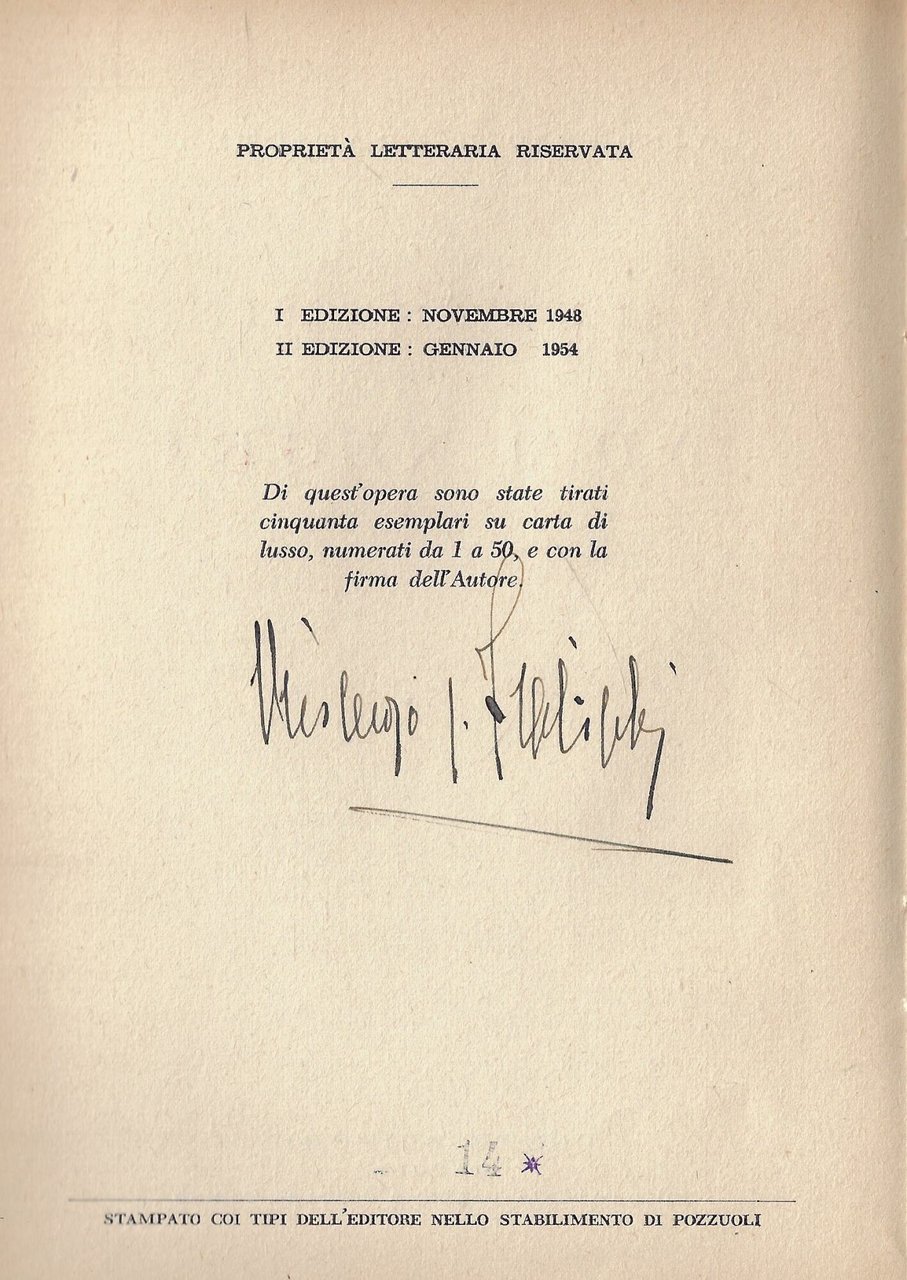 PROPRIETÀ LETTERARIA RISERVATA
I EDIZIONE : NOVEMBRE 1948
II EDIZIONE : GENNAIO 1954
Di quest'opera sono state tirati
cinquanta esemplari su carta di
lusso, numerati da 1 a 50, e con la
firma dell'Autore.
14 *
STAMPATO COI TIPI DELL'EDITORE NELLO STABILIMENTO DI POZZUOLI